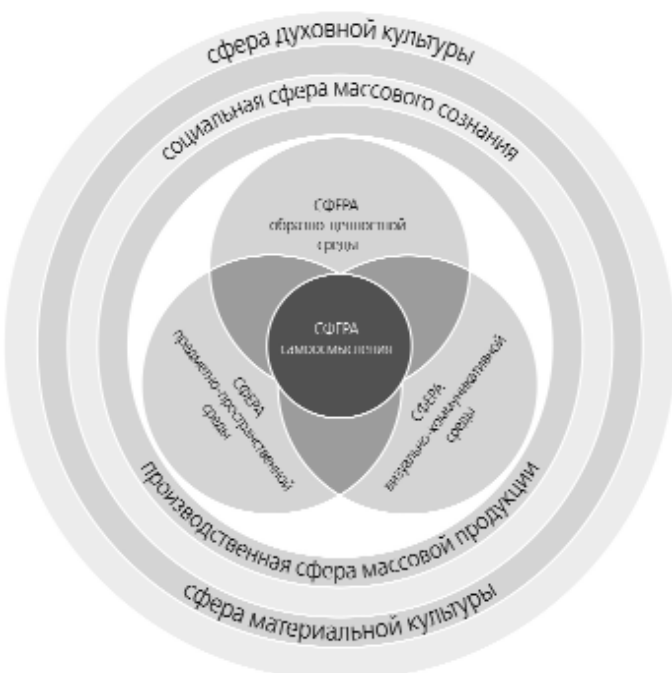 сфера духовной культуры
социальная сфера массового сознания
СФЕРА
образно-ценностной
среды
СФЕРА
самоосмысления
СФЕРА
предметно-пространственной
среды
СФЕРА
визуально-коммуникативной
среды
производственная сфера массовой продукции
сфера материальной культуры